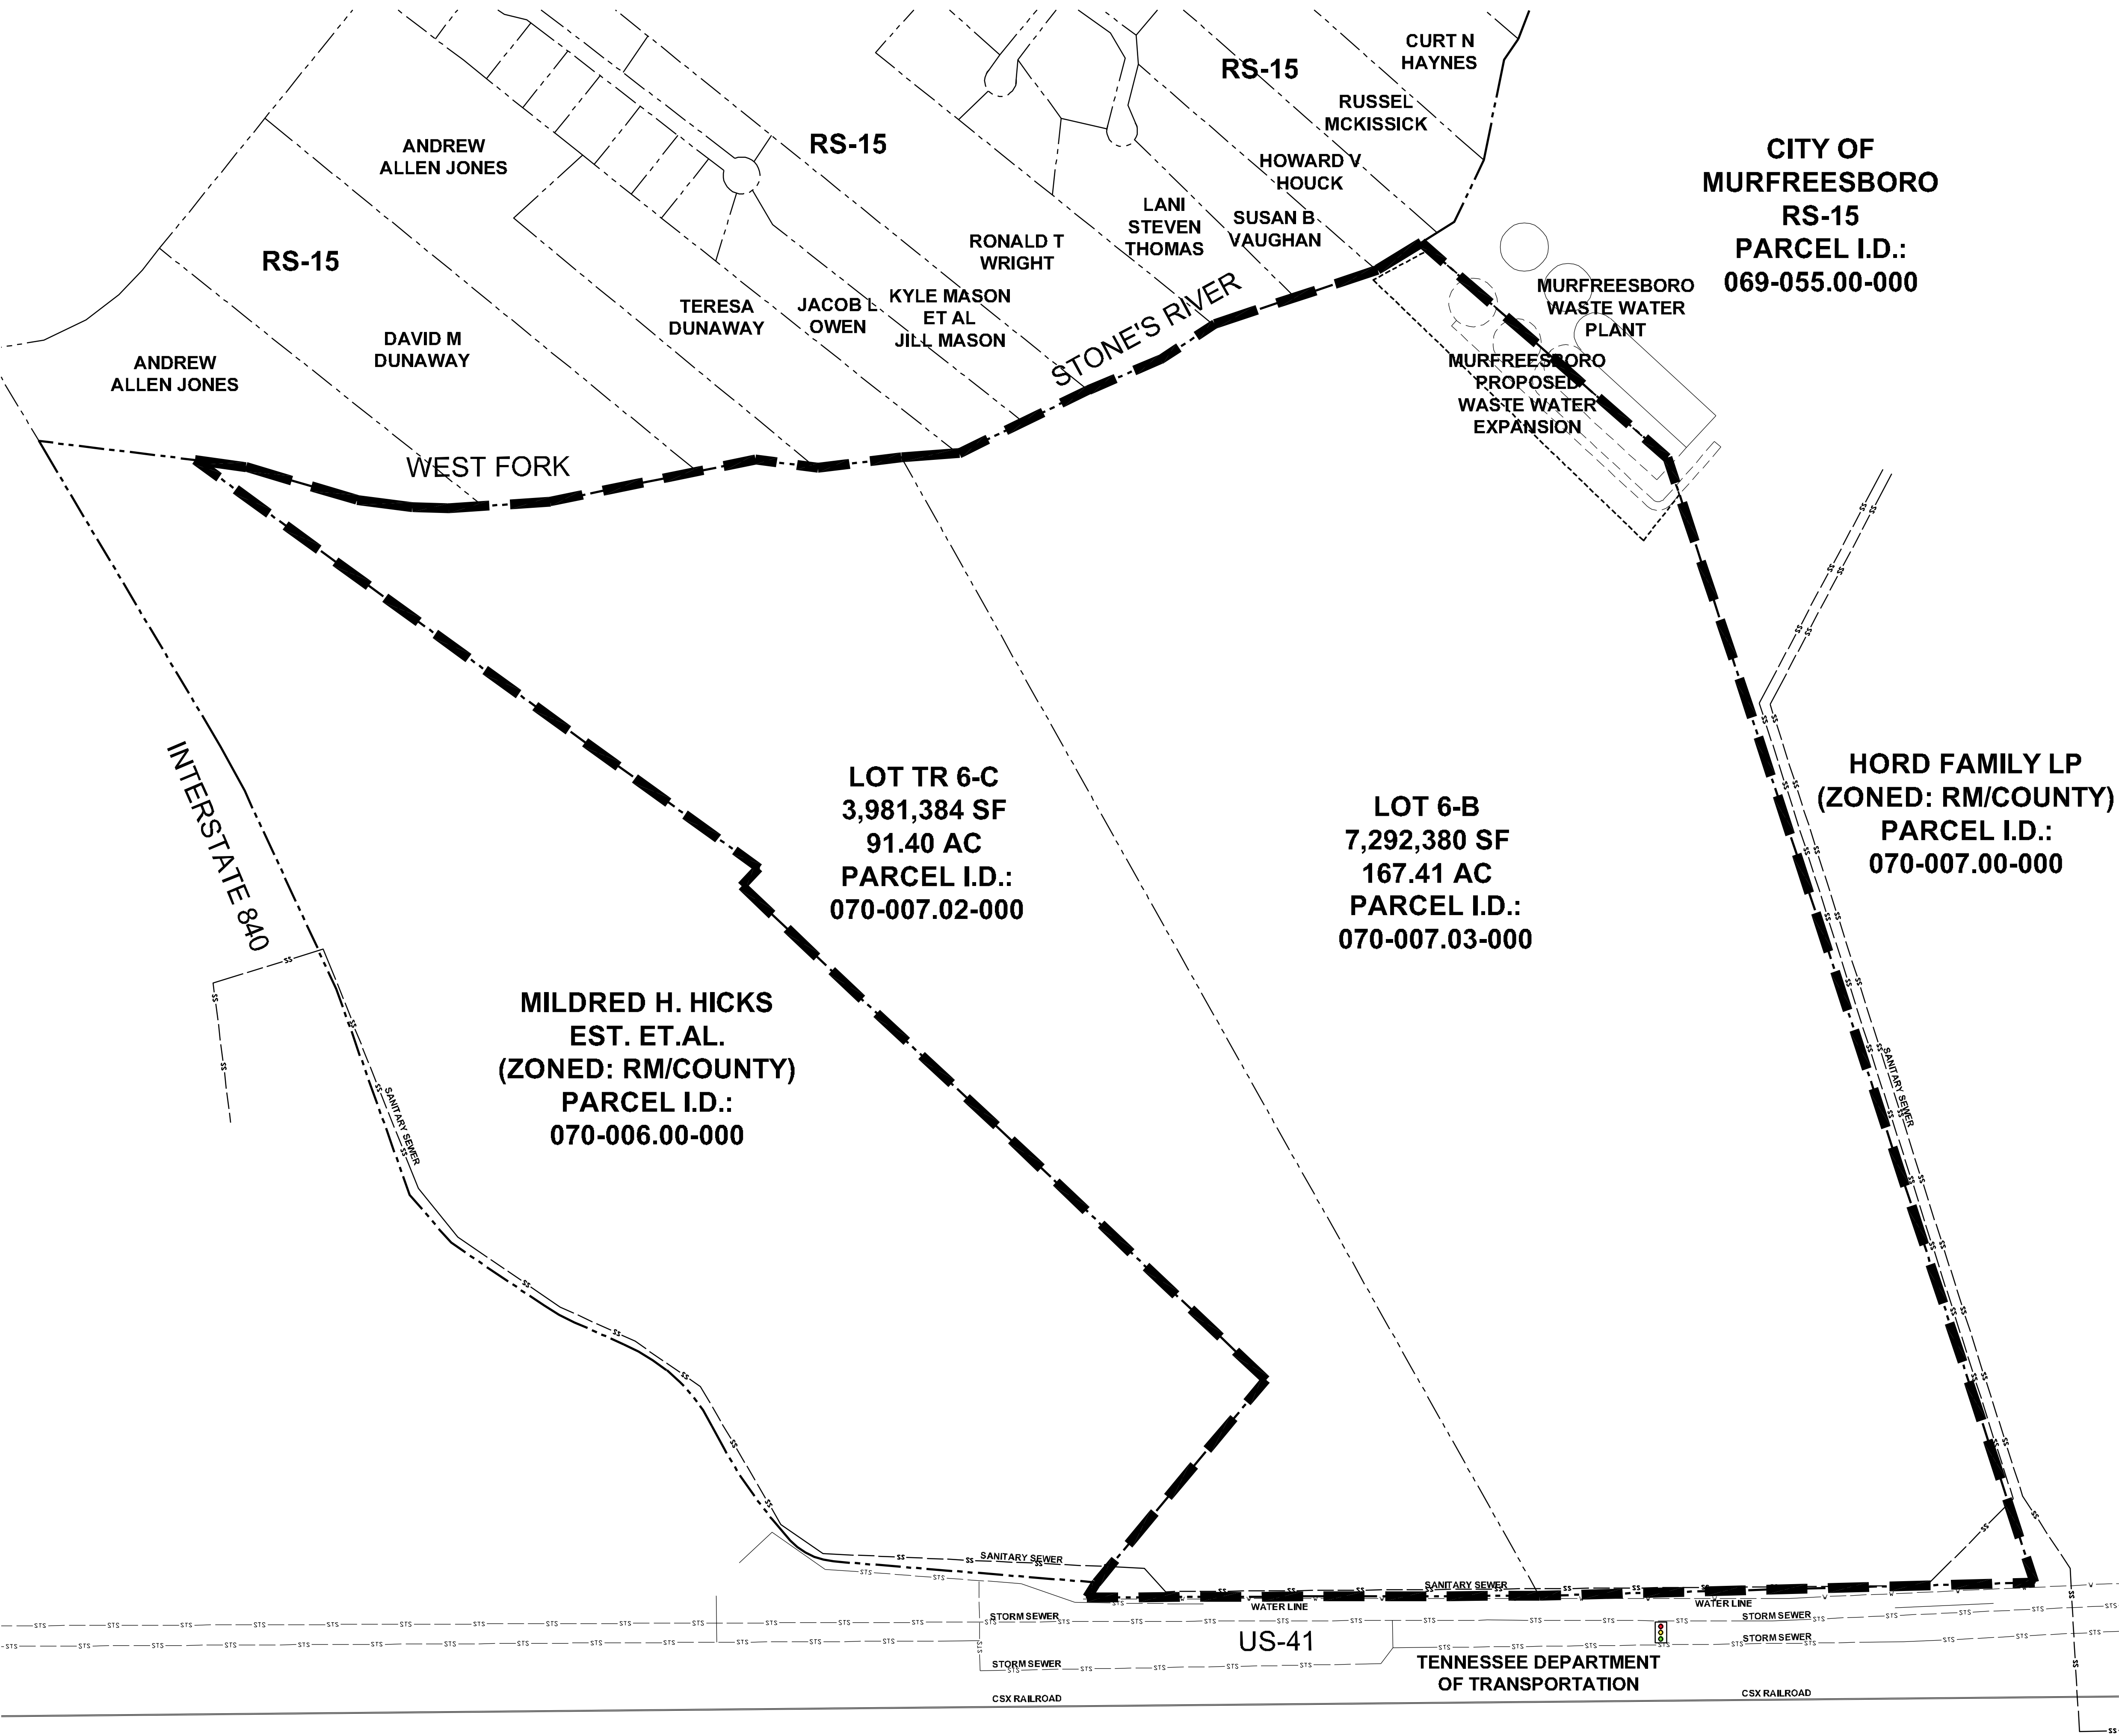 CURT N
HAYNES
RS-15
RUSSEL
MCKISSICK
RS-15
ANDREW
ALLEN JONES
HOWARD V
HOUCK
CITY OF
MURFREESBORO
RS-15
PARCEL I.D.:
069-055.00-000
LANI
STEVEN
THOMAS
SUSAN B
VAUGHAN
RONALD T
WRIGHT
RS-15
MURFREESBORO
WASTE WATER
PLANT
KYLE MASON
ET AL
JILL MASON
JACOB L
OWEN
TERESA
DUNAWAY
STONE'S RIVER
DAVID M
DUNAWAY
ANDREW
ALLEN JONES
MURFREESBORO
PROPOSED
WASTE WATER
EXPANSION
WEST FORK
INTERSTATE 840
LOT TR 6-C
3,981,384 SF
91.40 AC
PARCEL I.D.:
070-007.02-000
LOT 6-B
7,292,380 SF
167.41 AC
PARCEL I.D.:
070-007.03-000
HORD FAMILY LP
(ZONED: RM/COUNTY)
PARCEL I.D.:
070-007.00-000
MILDRED H. HICKS
EST. ET.AL.
(ZONED: RM/COUNTY)
PARCEL I.D.:
070-006.00-000
SANITARY SEWER
SANITARY SEWER
SANITARY SEWER
SANITARY SEWER
WATER LINE
WATER LINE
STORM SEWER
STORM SEWER
US-41
STORM SEWER
STORM SEWER
TENNESSEE DEPARTMENT
OF TRANSPORTATION
CSX RAILROAD
CSX RAILROAD